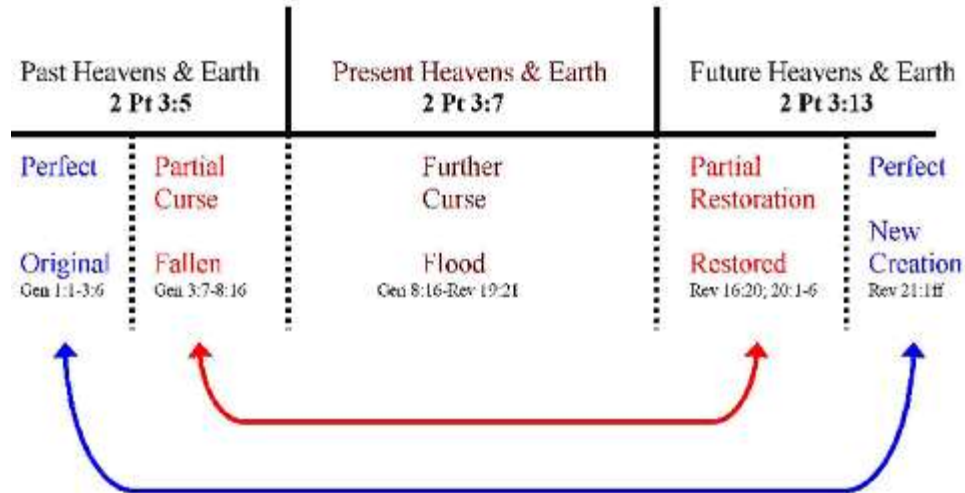 Past Heavens & Earth
2 Pt 3:5
Present Heavens & Earth
2 Pt 3:7
Future Heavens & Earth
2 Pt 3:13
Perfect
Original
Gen 1:1-3:6
Partial
Curse
Fallen
Gen 3:7-8:16
Further
Curse
Flood
Gen 8:16-Rev 19:21
Partial
Restoration
Restored
Rev 16:20; 20:1-6
Perfect
New
Creation
Rev 21:1ff